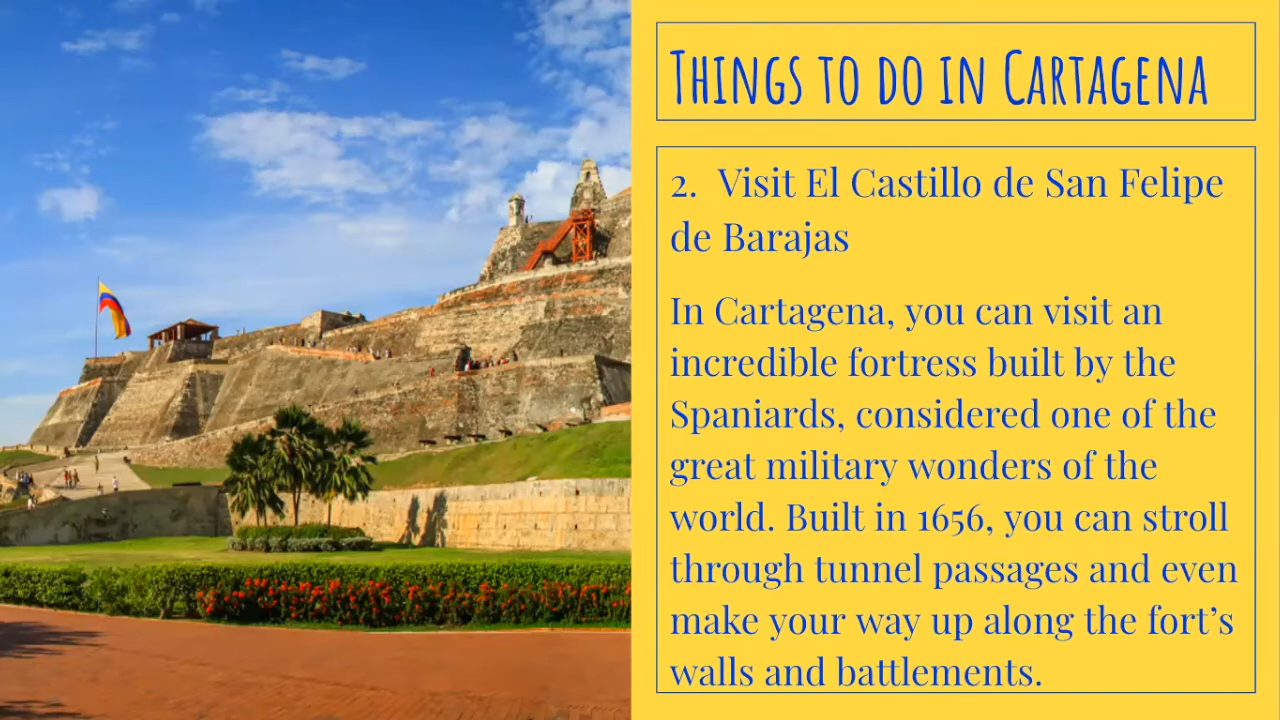 Things to do in Cartagena
2. Visit El Castillo de San Felipe
de Barajas
In Cartagena, you can visit an
incredible fortress built by the
Spaniards, considered one of the
great military wonders of the
world. Built in 1656, you can stroll
through tunnel passages and even
make your way up along the fort’s
walls and battlements.